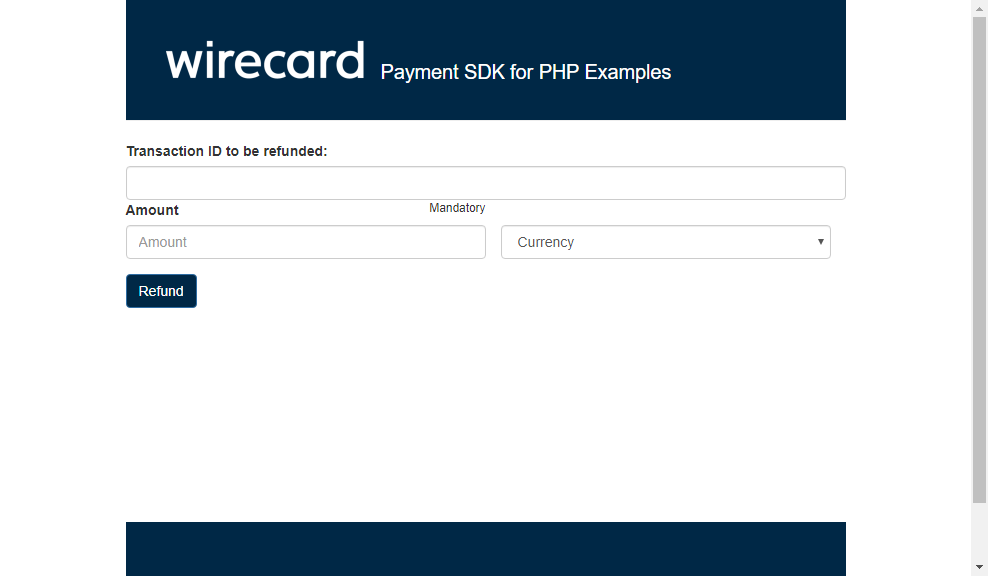 wirecard Payment SDK for PHP Examples
Transaction ID to be refunded:
Amount Mandatory
Amount Currency
Refund